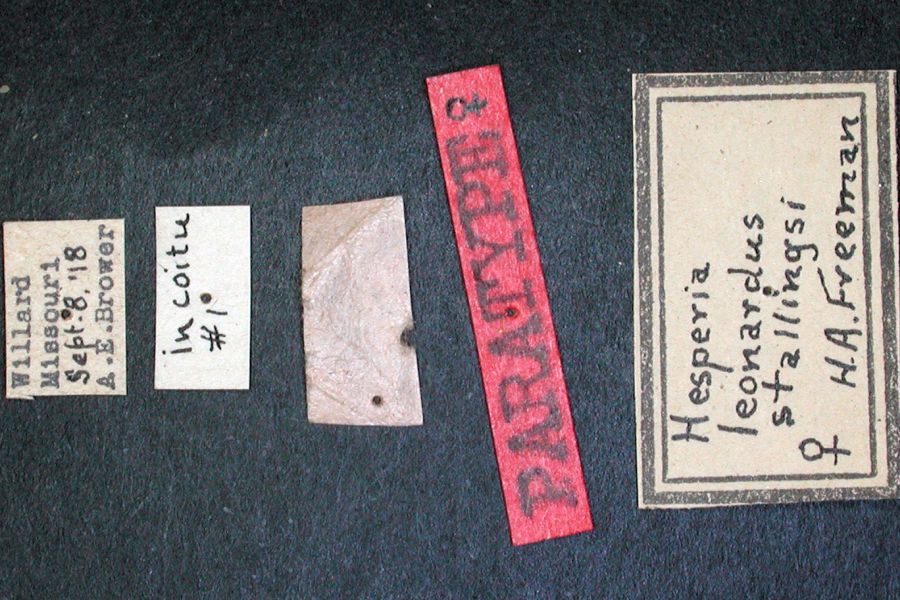 Willard
Missouri
Sept. 8, '18
A. E. Brower
in coitu
#1
PARATYPE ♀
Hesperia
leonardus
stallingsi
♀ H.A. Freeman